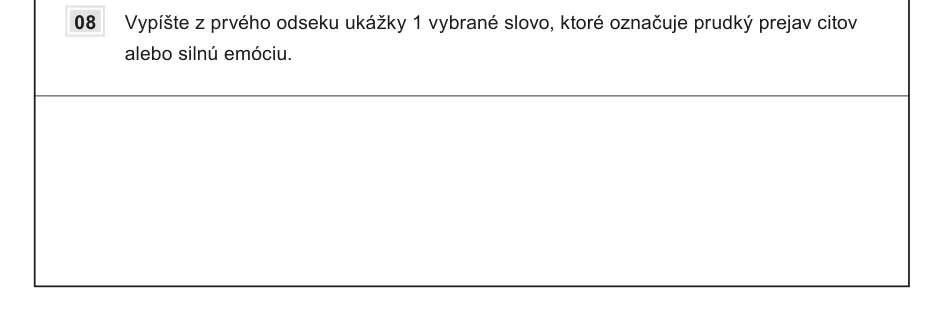 08 Vypíšte z prvého odseku ukážky 1 vybrané slovo, ktoré označuje prudký prejav citov
alebo silnú emóciu.